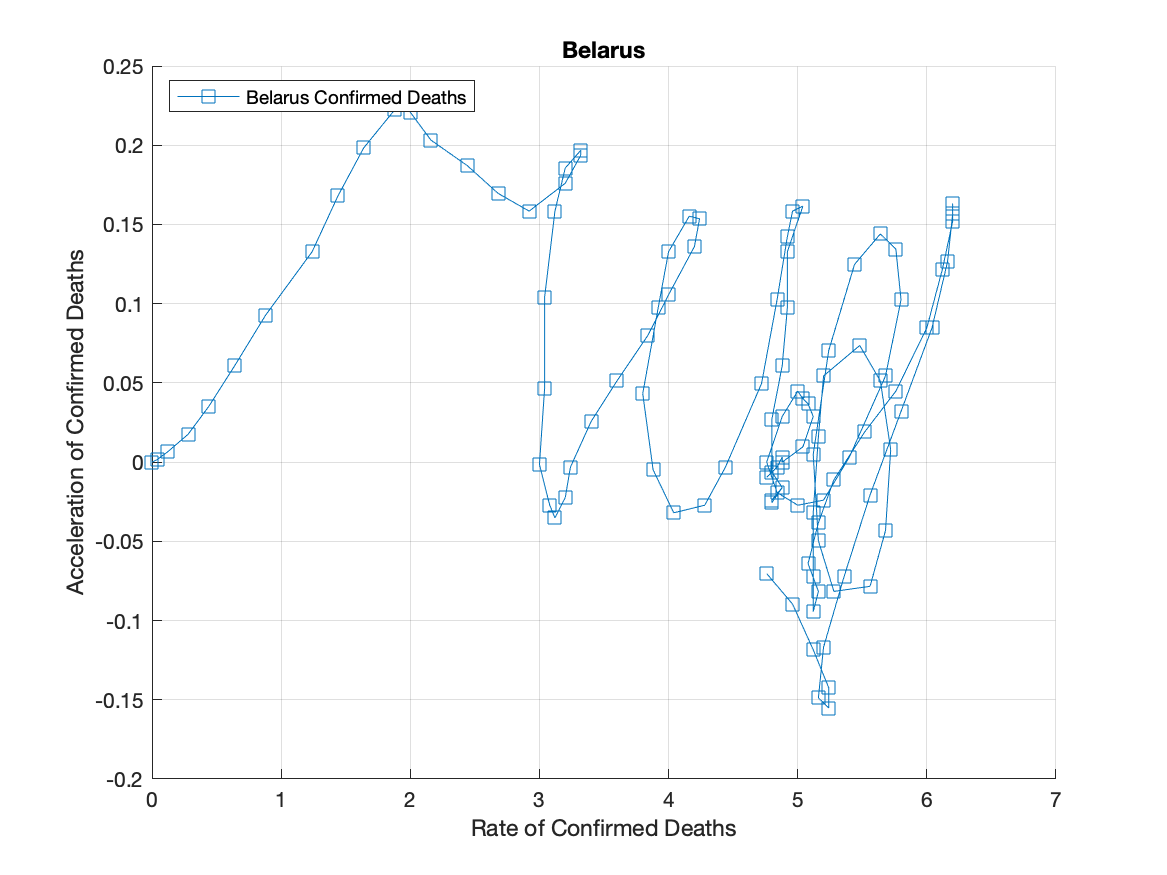 Belarus
0.25
Belarus Confirmed Deaths
0.2
0.15
0.1
0.05
0
-0.05
-0.1
-0.15
-0.2
Acceleration of Confirmed Deaths
0 1 2 3 4 5 6 7
Rate of Confirmed Deaths